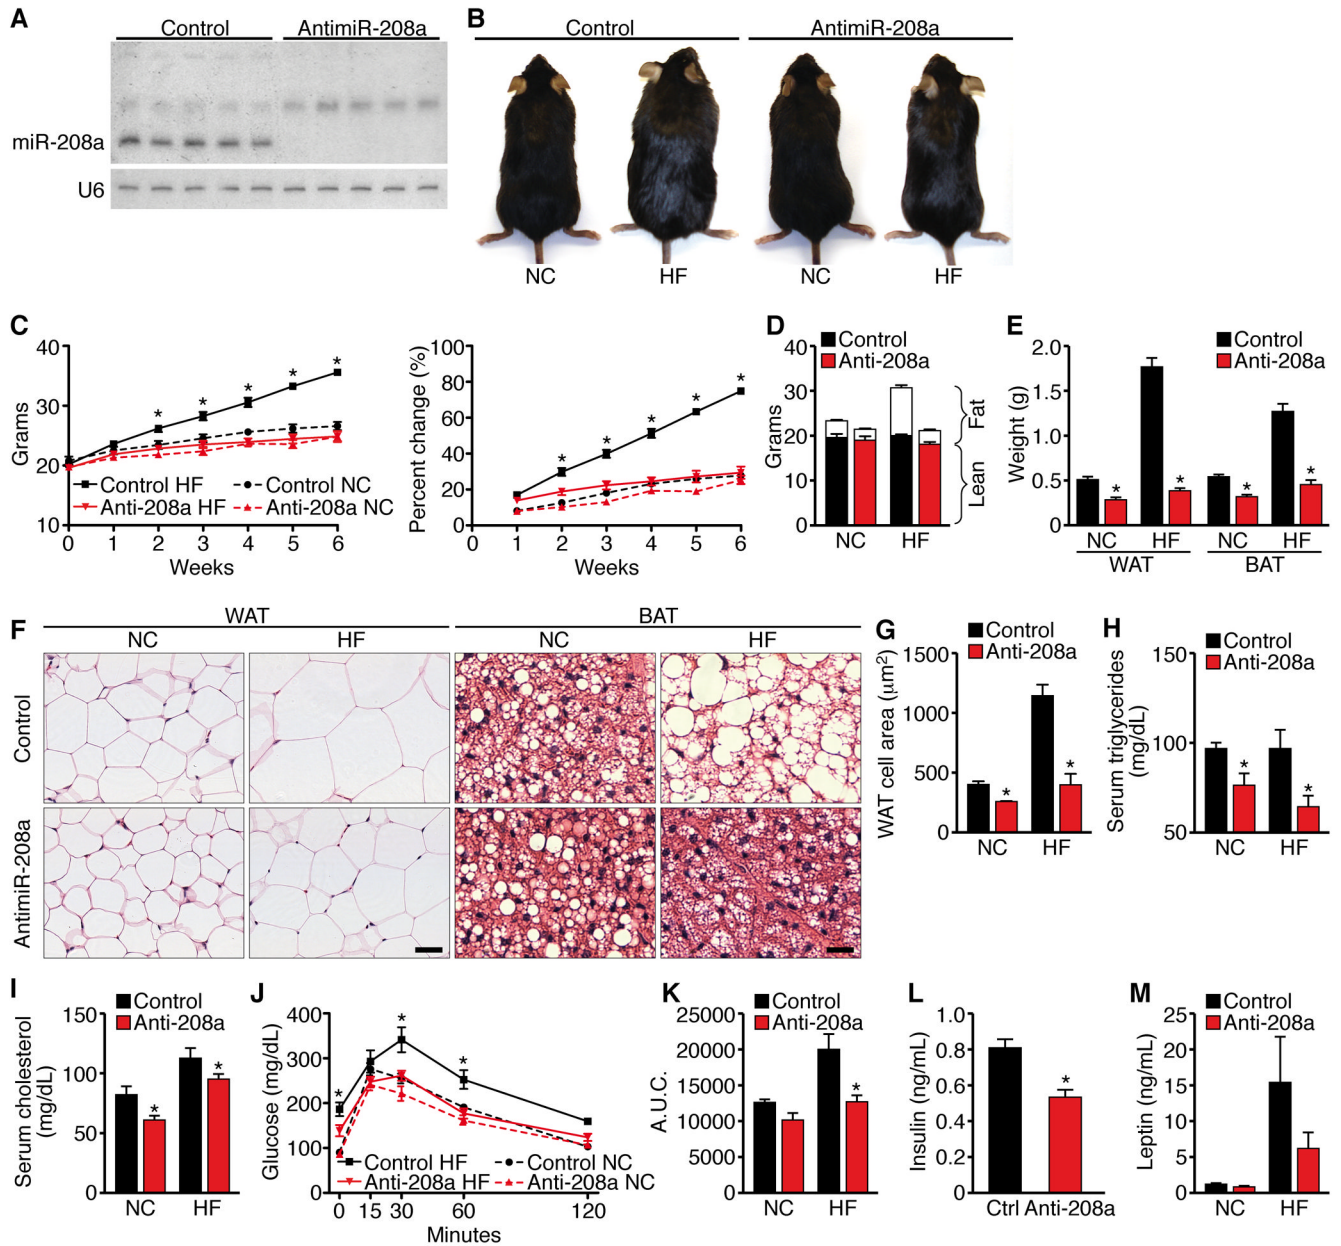 A
Control
AntimiR-208a
miR-208a
U6
B
Control
AntimiR-208a
NC
HF
NC
HF
C
Grams
40
30
20
10
Control HF
Control NC
Anti-208a HF
Anti-208a NC
0 1 2 3 4 5 6
Weeks
* * * * *
Percent change (%)
100
80
60
40
20
0
0 1 2 3 4 5 6
Weeks
* * * * *
D
Control
Anti-208a
Grams
40
30
20
10
0
NC HF
Fat
Lean
E
Control
Anti-208a
Weight (g)
2.0
1.5
1.0
0.5
0
* * * *
NC HF NC HF
WAT BAT
F
WAT
BAT
NC
HF
NC
HF
Control
AntimiR-208a
G
Control
Anti-208a
WAT cell area (μm²)
1500
1000
500
0
* *
NC HF
H
Control
Anti-208a
Serum triglycerides
(mg/dL)
150
100
50
* *
NC HF
I
Control
Anti-208a
Serum cholesterol
(mg/dL)
150
100
50
0
* *
NC HF
J
Glucose (mg/dL)
400
300
200
100
0
* * *
Control HF
Control NC
Anti-208a HF
Anti-208a NC
0 15 30 60 120
Minutes
K
Control
Anti-208a
A.U.C.
25000
20000
15000
10000
5000
0
*
NC HF
L
Insulin (ng/mL)
1.0
0.8
0.6
0.4
0.2
0
*
Ctrl Anti-208a
M
Control
Anti-208a
Leptin (ng/mL)
25
20
15
10
5
0
NC HF